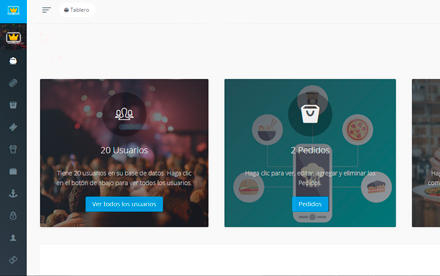 Tablero
20 Usuarios
Tiene 20 usuarios en su base de datos. Haga clic
en el botón de abajo para ver todos los usuarios.
Ver todos los usuarios
2 Pedidos
Haga clic para ver, editar, agregar y eliminar los
Pedidos.
Pedidos